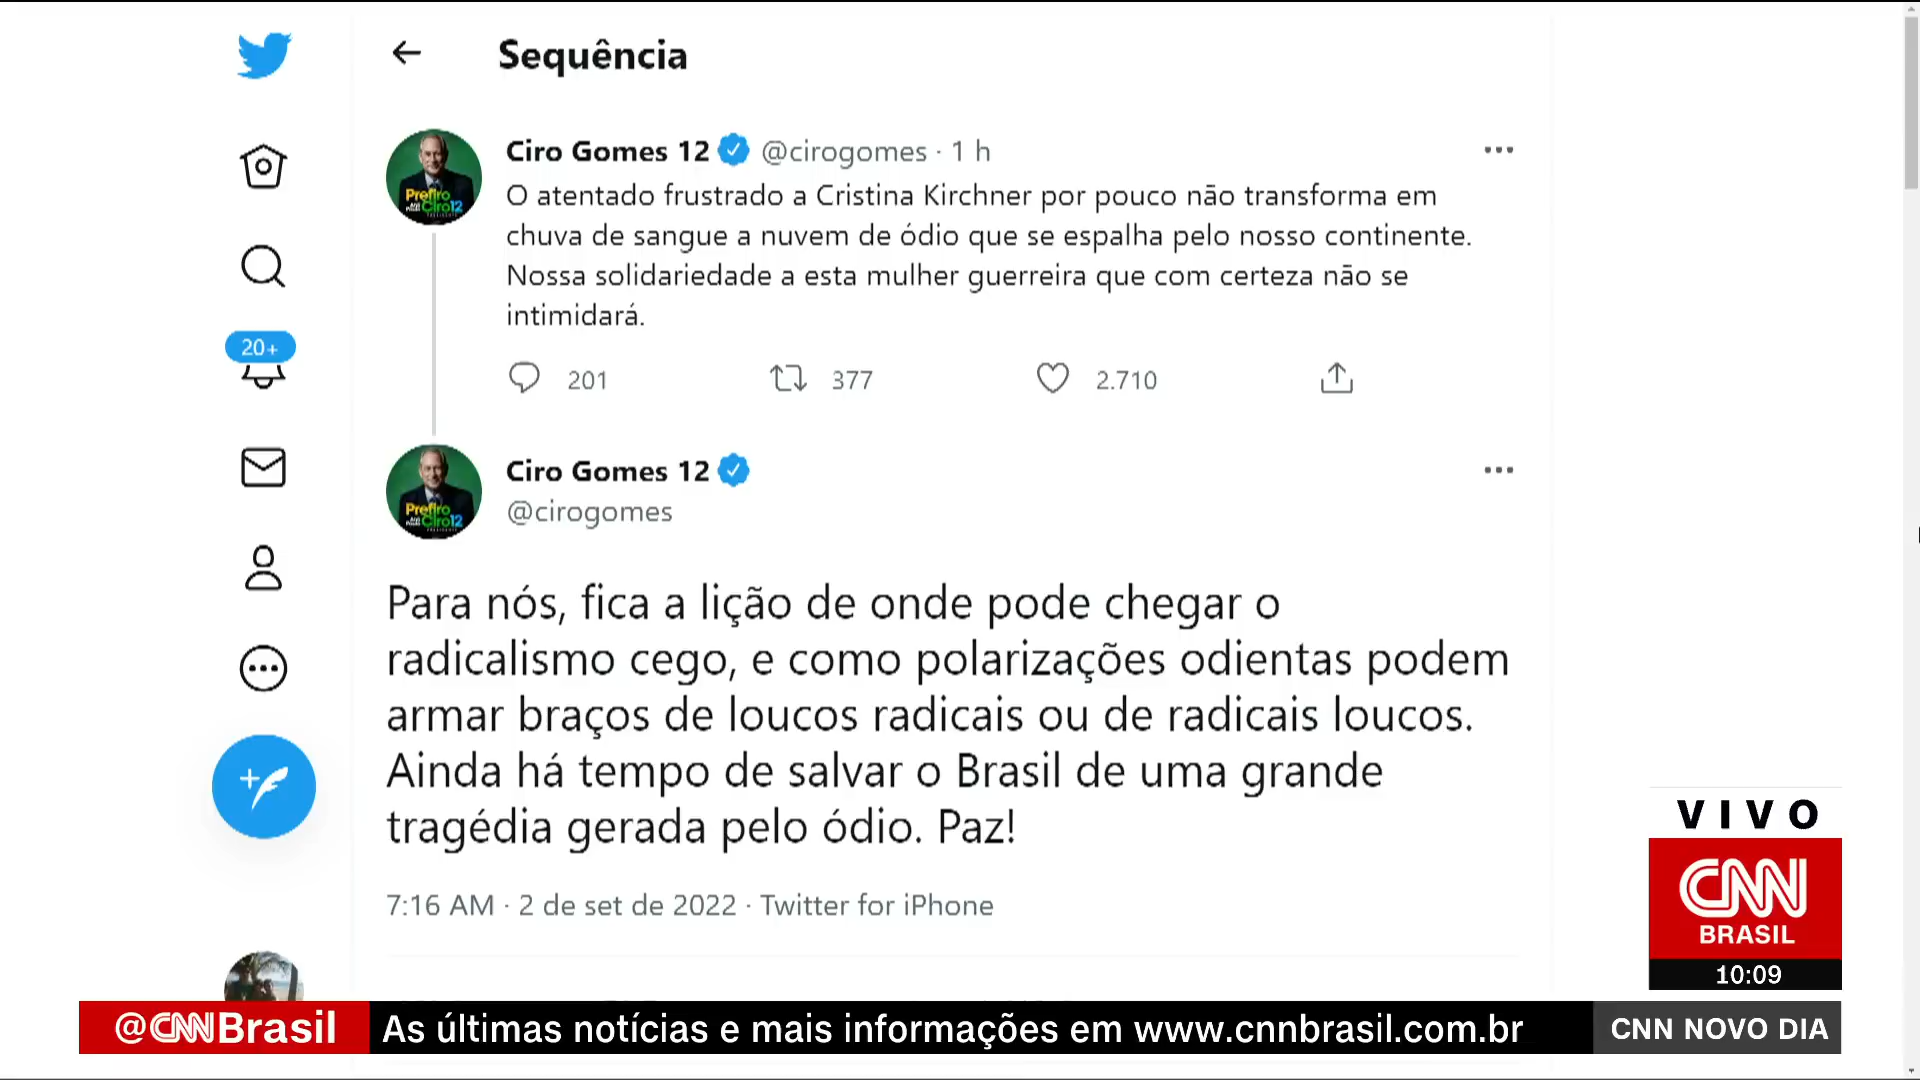 Sequência
Ciro Gomes 12 @cirogomes · 1 h
O atentado frustrado a Cristina Kirchner por pouco não transforma em
chuva de sangue a nuvem de ódio que se espalha pelo nosso continente.
Nossa solidariedade a esta mulher guerreira que com certeza não se
intimidará.
201 377 2.710
20+
Prefiro
Ciro12
Ciro Gomes 12
@cirogomes
Prefiro
Ciro12
Para nós, fica a lição de onde pode chegar o
radicalismo cego, e como polarizações odientas podem
armar braços de loucos radicais ou de radicais loucos.
Ainda há tempo de salvar o Brasil de uma grande
tragédia gerada pelo ódio. Paz!
7:16 AM · 2 de set de 2022 · Twitter for iPhone
VIVO
CNN
BRASIL
10:09
@CNNBrasil As últimas notícias e mais informações em www.cnnbrasil.com.br CNN NOVO DIA